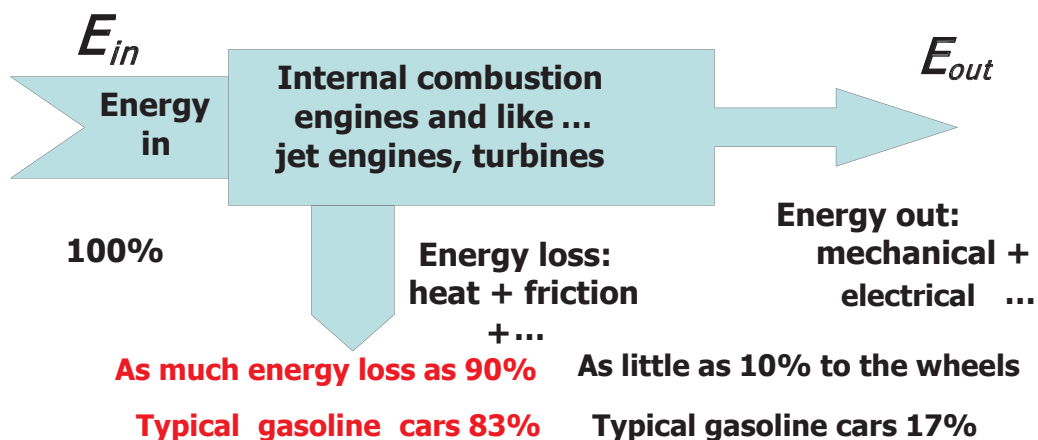 E_in
E_out
Energy
in
Internal combustion
engines and like ...
jet engines, turbines
100%
Energy loss:
heat + friction
+ ...
Energy out:
mechanical +
electrical ...
As much energy loss as 90%
As little as 10% to the wheels
Typical gasoline cars 83%
Typical gasoline cars 17%